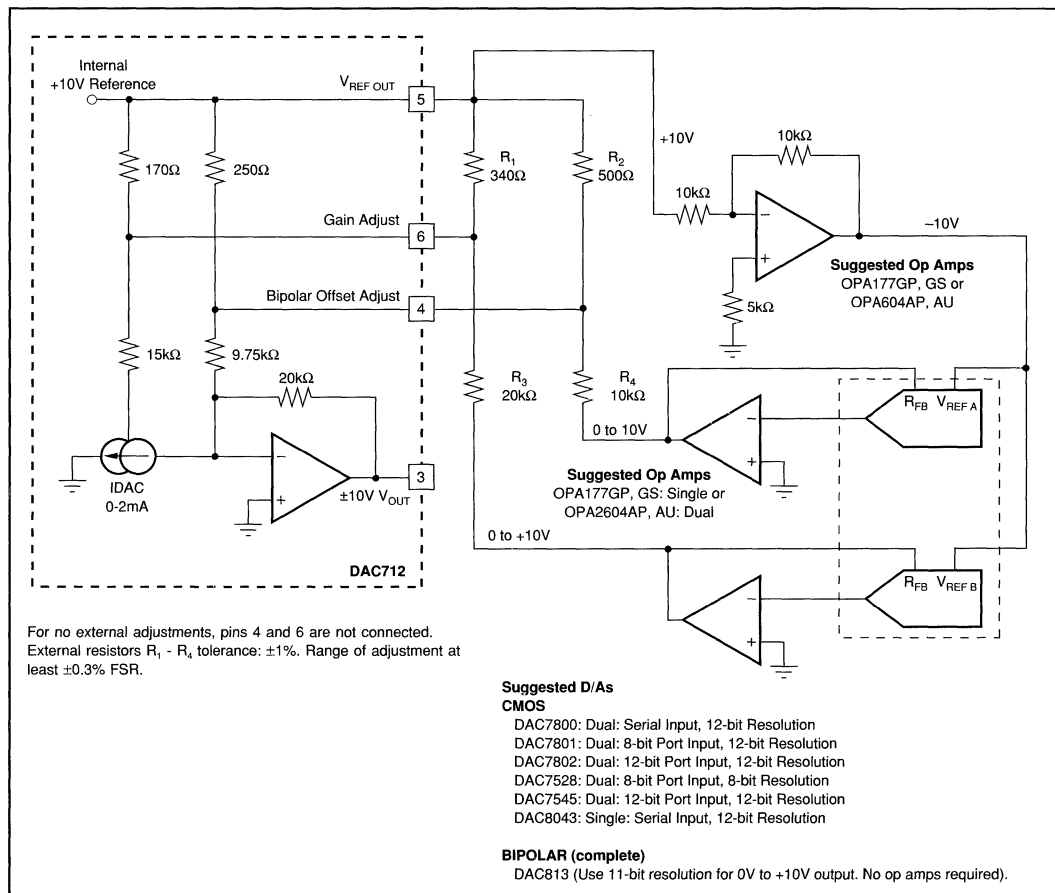 Internal
+10V Reference
V REF OUT
5
170Ω
250Ω
R1
340Ω
R2
500Ω
+10V
10kΩ
10kΩ
−
+
−10V
Gain Adjust
6
Suggested Op Amps
OPA177GP, GS or
OPA604AP, AU
Bipolar Offset Adjust
4
5kΩ
15kΩ
9.75kΩ
20kΩ
R3
20kΩ
R4
10kΩ
RFB VREF A
0 to 10V
−
+
IDAC
0-2mA
−
+
3
±10V VOUT
Suggested Op Amps
OPA177GP, GS: Single or
OPA2604AP, AU: Dual
0 to +10V
DAC712
RFB VREF B
−
+
For no external adjustments, pins 4 and 6 are not connected.
External resistors R1 - R4 tolerance: ±1%. Range of adjustment at
least ±0.3% FSR.
Suggested D/As
CMOS
DAC7800: Dual: Serial Input, 12-bit Resolution
DAC7801: Dual: 8-bit Port Input, 12-bit Resolution
DAC7802: Dual: 12-bit Port Input, 12-bit Resolution
DAC7528: Dual: 8-bit Port Input, 8-bit Resolution
DAC7545: Dual: 12-bit Port Input, 12-bit Resolution
DAC8043: Single: Serial Input, 12-bit Resolution
BIPOLAR (complete)
DAC813 (Use 11-bit resolution for 0V to +10V output. No op amps required).